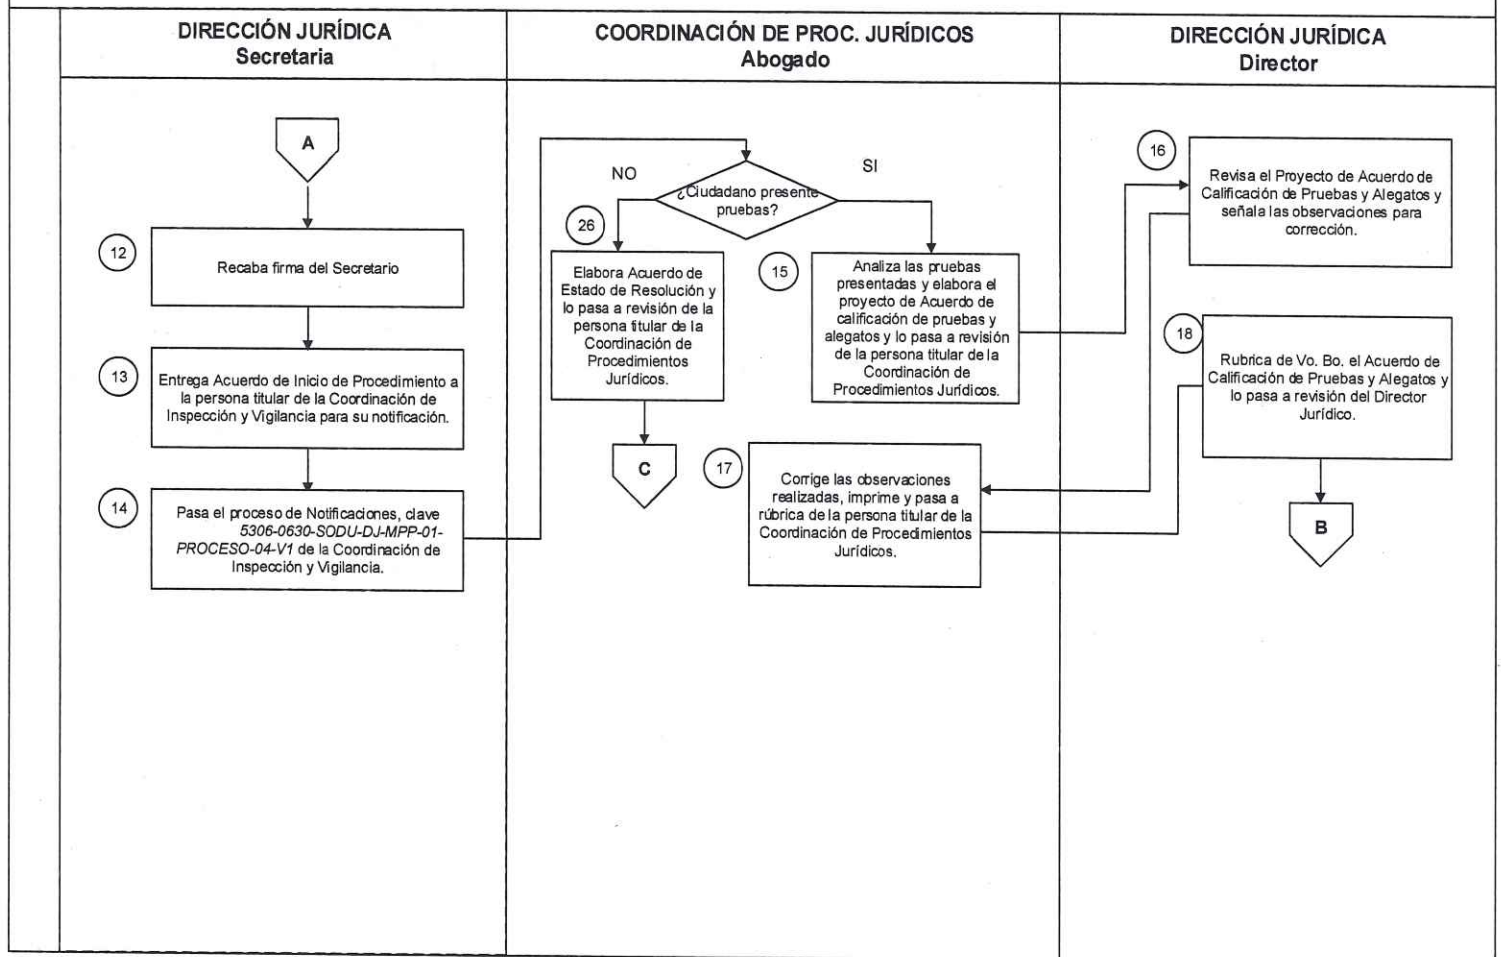 DIRECCIÓN JURÍDICA
Secretaria
COORDINACIÓN DE PROC. JURÍDICOS
Abogado
DIRECCIÓN JURÍDICA
Director
A
12
Recaba firma del Secretario
13
Entrega Acuerdo de Inicio de Procedimiento a
la persona titular de la Coordinación de
Inspección y Vigilancia para su notificación.
14
Pasa el proceso de Notificaciones, clave
5306-0630-SODU-DJ-MPP-01-
PROCESO-04-V1 de la Coordinación de
Inspección y Vigilancia.
NO
SI
¿Ciudadano presente
pruebas?
26
Elabora Acuerdo de
Estado de Resolución y
lo pasa a revisión de la
persona titular de la
Coordinación de
Procedimientos
Jurídicos.
C
15
Analiza las pruebas
presentadas y elabora el
proyecto de Acuerdo de
calificación de pruebas y
alegatos y lo pasa a revisión
de la persona titular de la
Coordinación de
Procedimientos Jurídicos.
17
Corrige las observaciones
realizadas, imprime y pasa a
rúbrica de la persona titular de la
Coordinación de Procedimientos
Jurídicos.
16
Revisa el Proyecto de Acuerdo de
Calificación de Pruebas y Alegatos y
señala las observaciones para
corrección.
18
Rubrica de Vo. Bo. el Acuerdo de
Calificación de Pruebas y Alegatos y
lo pasa a revisión del Director
Jurídico.
B